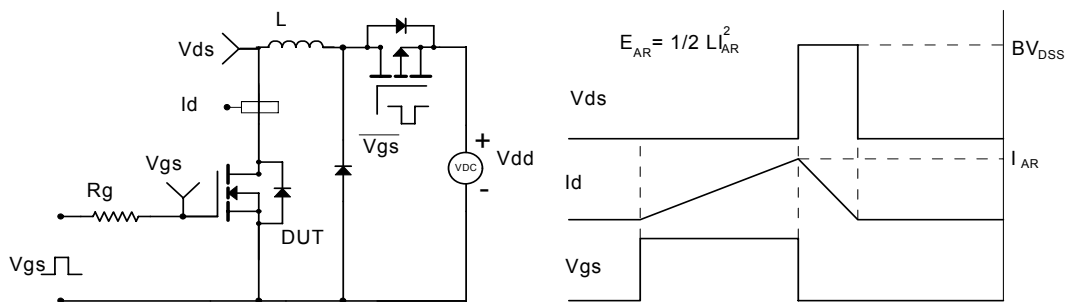 L
Vds
Id
Vgs
Rg
DUT
Vgs
Vgs
+
VDC
-
Vdd
E_AR = 1/2 LI_AR^2
BV_DSS
Vds
I_AR
Id
Vgs